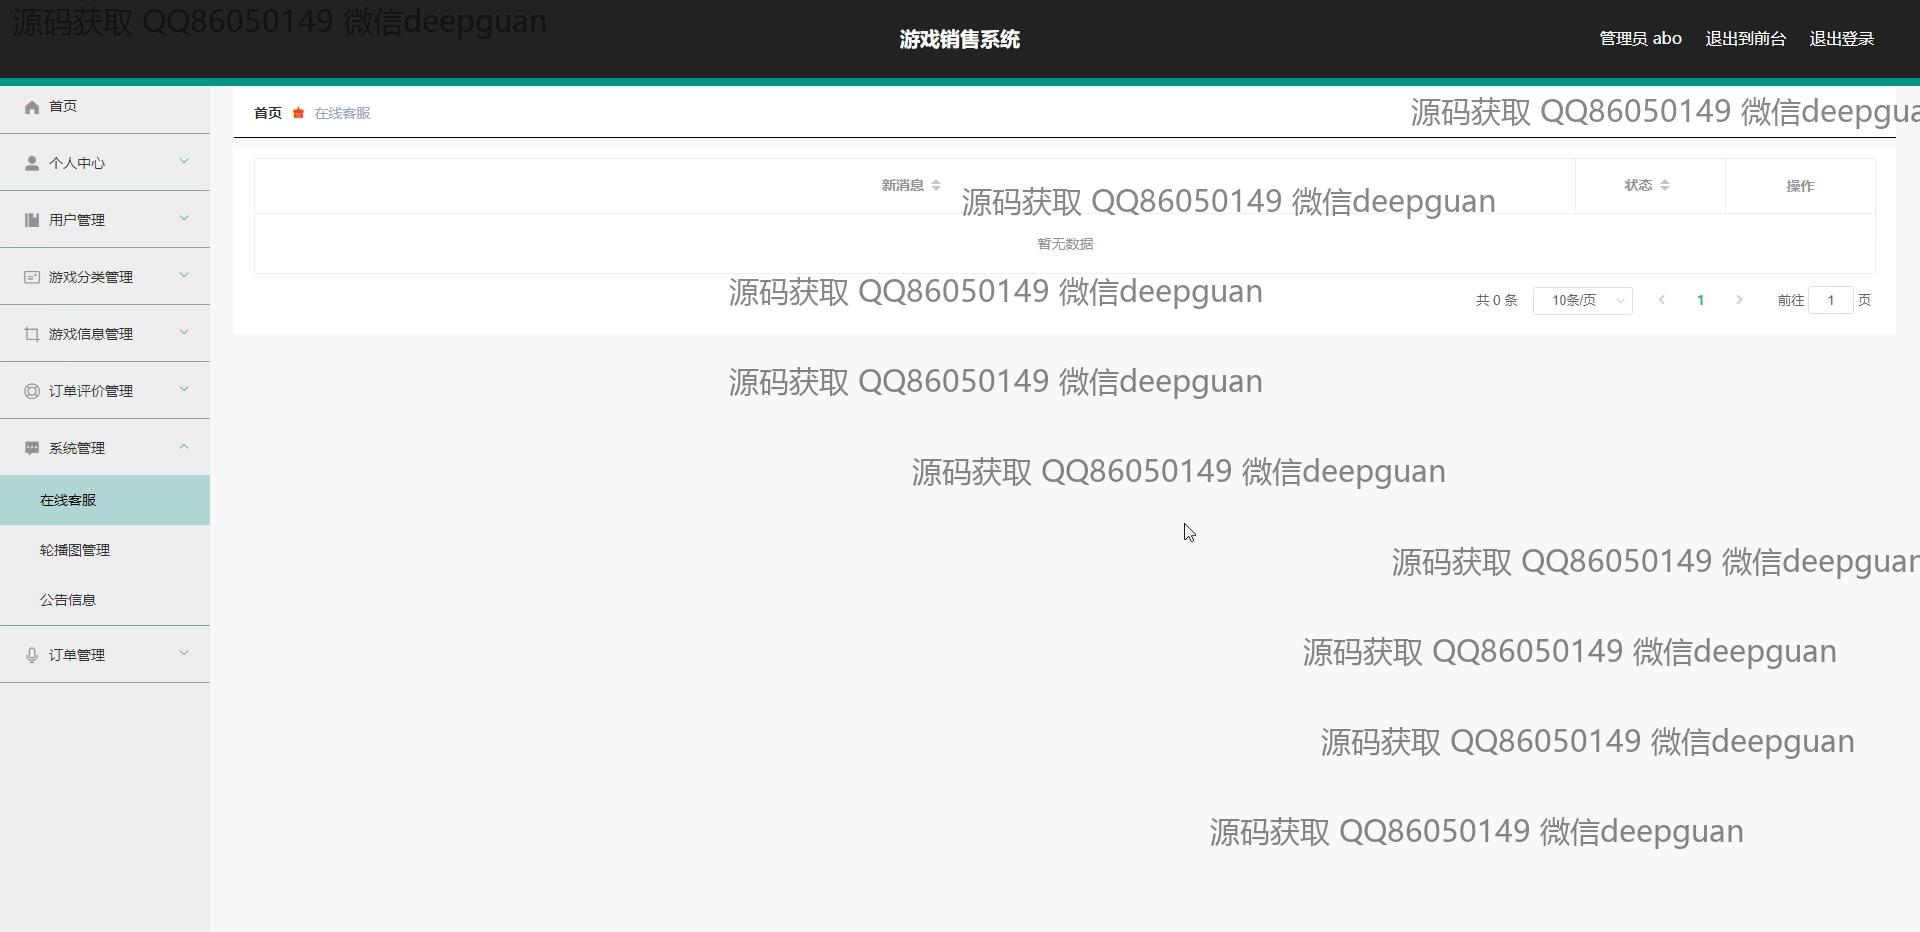 源码获取 QQ86050149 微信deepguan
游戏销售系统
管理员 abo 退出到前台 退出登录
首页
首页 在线客服
源码获取 QQ86050149 微信deepgua
个人中心
新消息 状态 操作
源码获取 QQ86050149 微信deepguan
用户管理
暂无数据
游戏分类管理
源码获取 QQ86050149 微信deepguan
共 0 条 10条/页 1 前往 1 页
游戏信息管理
订单评价管理
源码获取 QQ86050149 微信deepguan
系统管理
源码获取 QQ86050149 微信deepguan
在线客服
轮播图管理
源码获取 QQ86050149 微信deepguan
公告信息
订单管理
源码获取 QQ86050149 微信deepguan
源码获取 QQ86050149 微信deepguan
源码获取 QQ86050149 微信deepguan